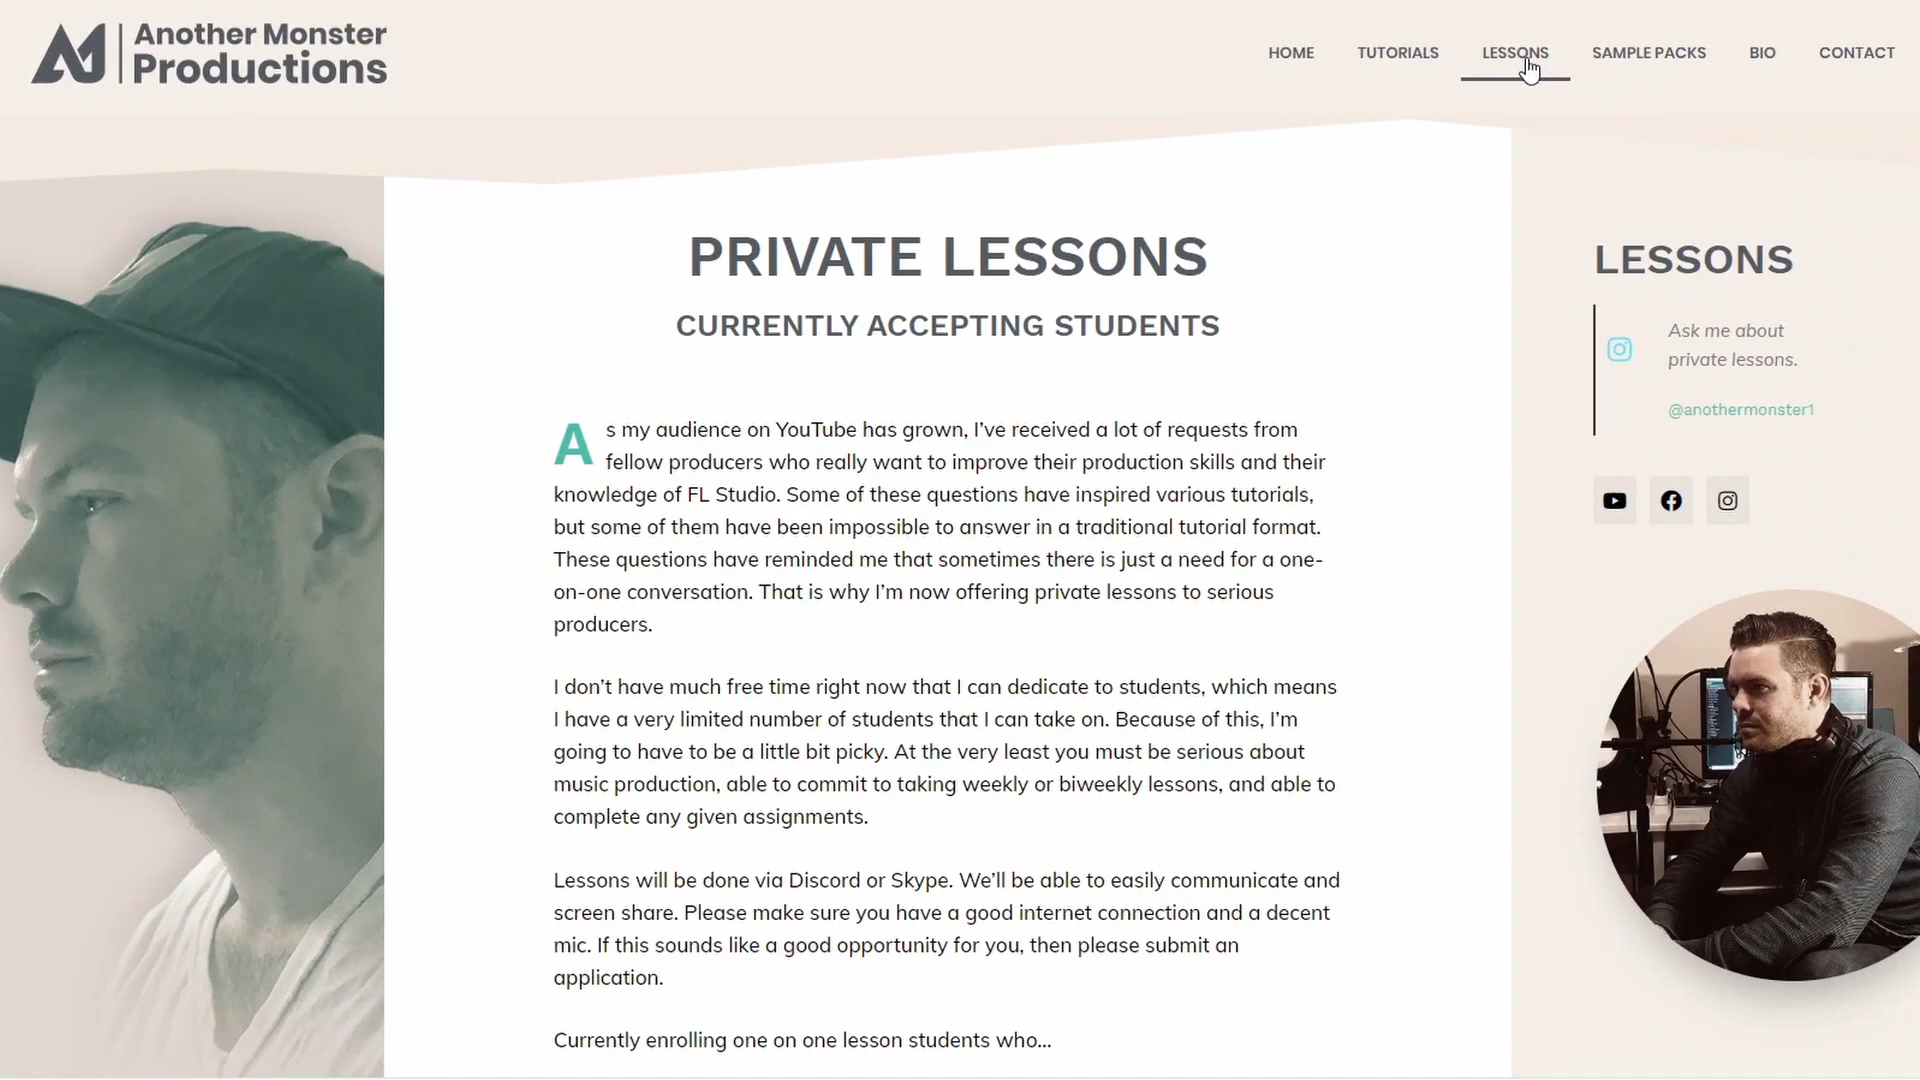 Another Monster
Productions
HOME TUTORIALS LESSONS SAMPLE PACKS BIO CONTACT
PRIVATE LESSONS
CURRENTLY ACCEPTING STUDENTS
As my audience on YouTube has grown, I’ve received a lot of requests from
fellow producers who really want to improve their production skills and their
knowledge of FL Studio. Some of these questions have inspired various tutorials,
but some of them have been impossible to answer in a traditional tutorial format.
These questions have reminded me that sometimes there is just a need for a one-
on-one conversation. That is why I’m now offering private lessons to serious
producers.
I don’t have much free time right now that I can dedicate to students, which means
I have a very limited number of students that I can take on. Because of this, I’m
going to have to be a little bit picky. At the very least you must be serious about
music production, able to commit to taking weekly or biweekly lessons, and able to
complete any given assignments.
Lessons will be done via Discord or Skype. We’ll be able to easily communicate and
screen share. Please make sure you have a good internet connection and a decent
mic. If this sounds like a good opportunity for you, then please submit an
application.
Currently enrolling one on one lesson students who...
LESSONS
Ask me about
private lessons.
@anothermonster1